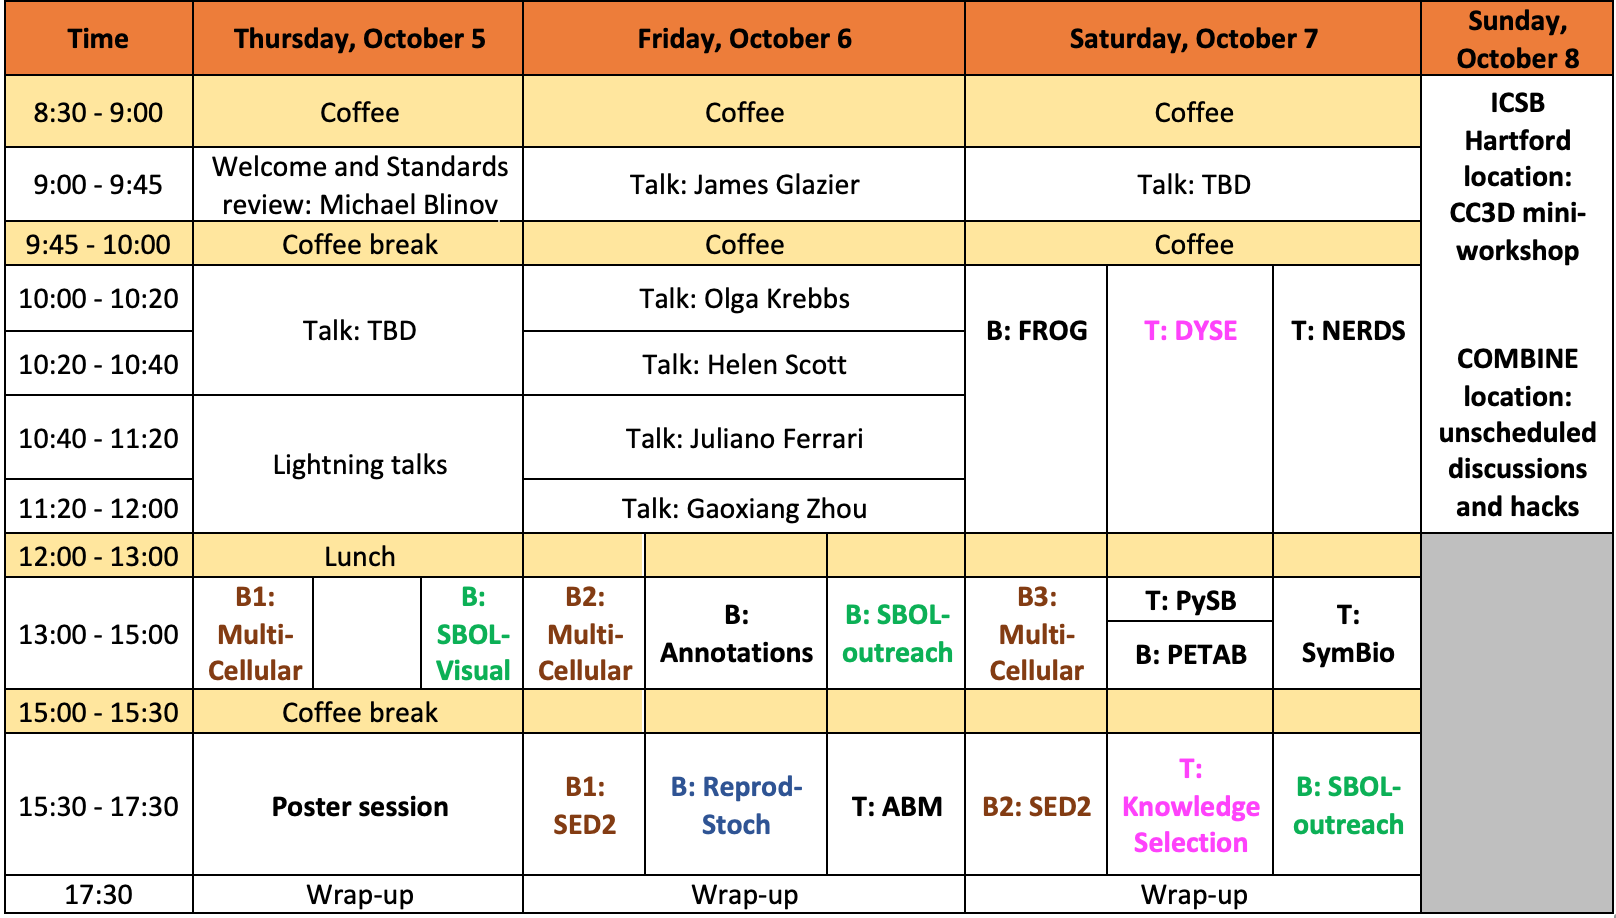 Time
Thursday, October 5
Friday, October 6
Saturday, October 7
Sunday,
October 8
8:30 - 9:00
Coffee
Coffee
Coffee
ICSB
Hartford
location:
CC3D mini-
workshop
COMBINE
location:
unscheduled
discussions
and hacks
9:00 - 9:45
Welcome and Standards
review: Michael Blinov
Talk: James Glazier
Talk: TBD
9:45 - 10:00
Coffee break
Coffee
Coffee
10:00 - 10:20
Talk: TBD
Talk: Olga Krebbs
B: FROG
T: DYSE
T: NERDS
10:20 - 10:40
Talk: Helen Scott
10:40 - 11:20
Lightning talks
Talk: Juliano Ferrari
11:20 - 12:00
Talk: Gaoxiang Zhou
12:00 - 13:00
Lunch
13:00 - 15:00
B1:
Multi-
Cellular
B:
SBOL-
Visual
B2:
Multi-
Cellular
B:
Annotations
B: SBOL-
outreach
B3:
Multi-
Cellular
T: PySB
B: PETAB
T:
SymBio
15:00 - 15:30
Coffee break
15:30 - 17:30
Poster session
B1:
SED2
B: Reprod-
Stoch
T: ABM
B2: SED2
T:
Knowledge
Selection
B: SBOL-
outreach
17:30
Wrap-up
Wrap-up
Wrap-up